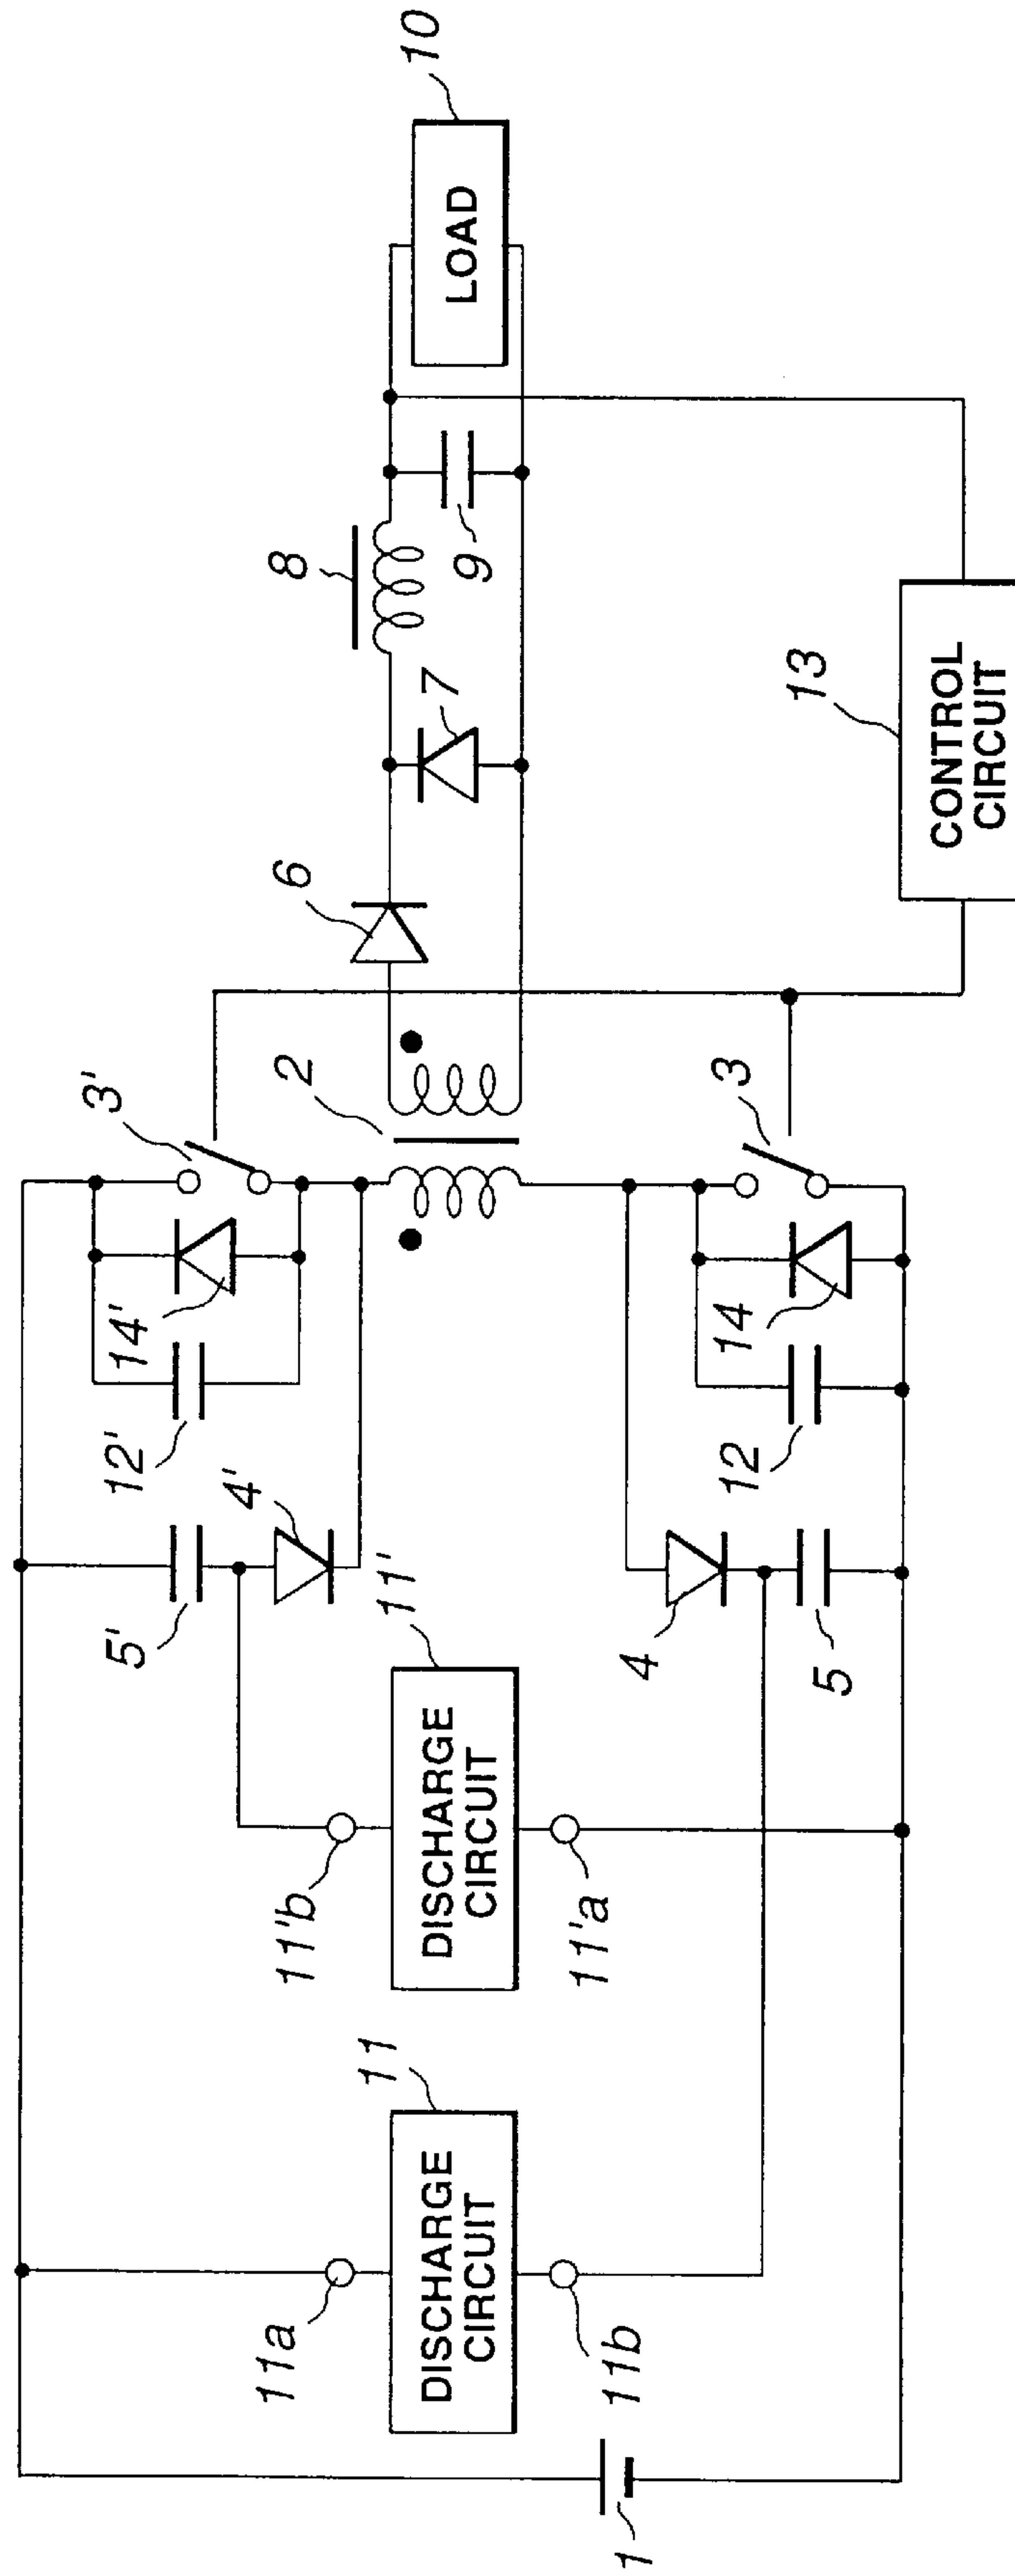 1
11a
DISCHARGE
CIRCUIT
11
11b
11'b
DISCHARGE
CIRCUIT
11'
11'a
5'
4'
12'
14'
3'
4
5
12
14
3
2
6
7
8
9
LOAD
10
13
CONTROL
CIRCUIT